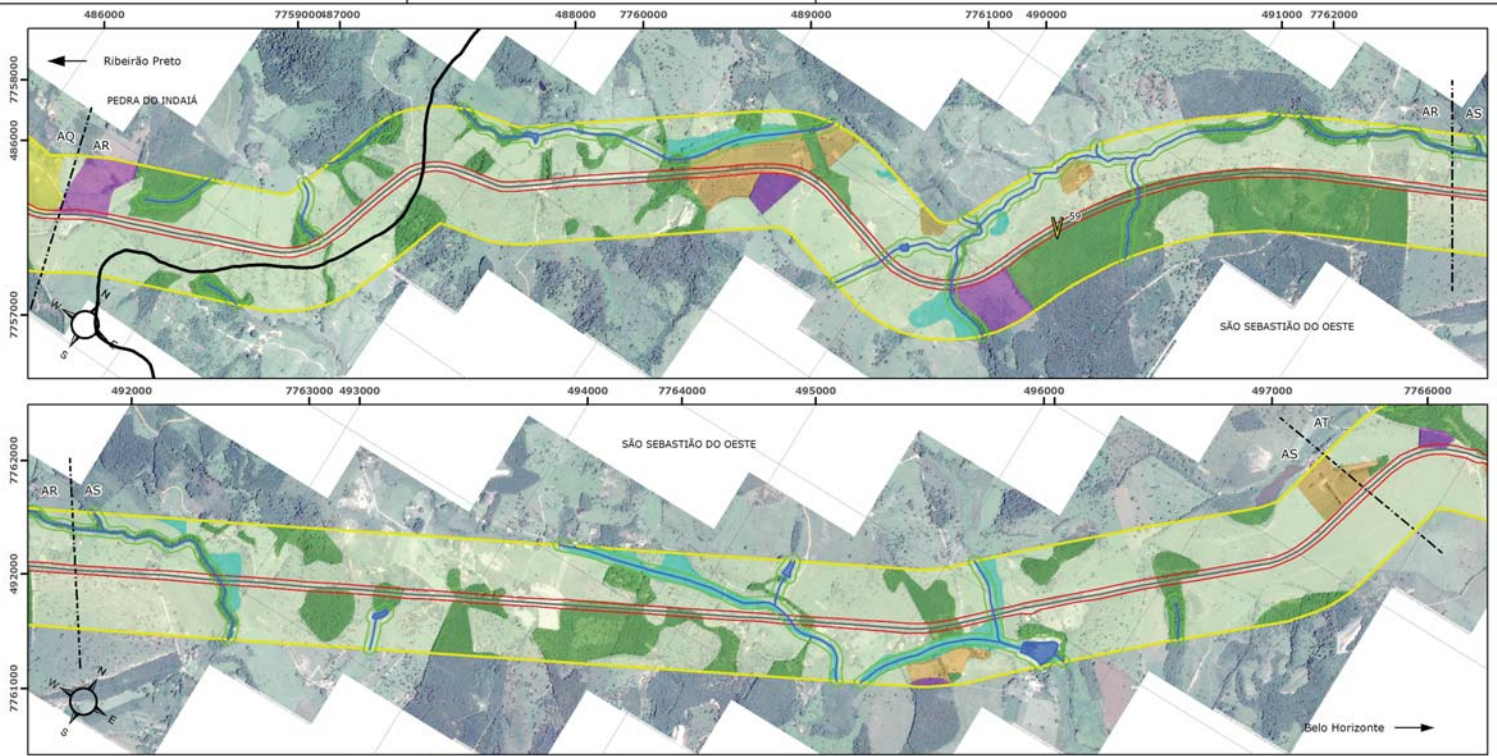 486000 7759000 487000 488000 7760000 489000 7761000 490000 491000 7762000
7758000
486000
7757000
Ribeirão Preto
PEDRA DO INDAIÁ
AQ AR
AR AS
59
N
W
S
SÃO SEBASTIÃO DO OESTE
492000 7763000 493000 494000 7764000 495000 496000 497000 7766000
7762000
492000
7761000
SÃO SEBASTIÃO DO OESTE
AT
AS
AR AS
N
W
E
S
Belo Horizonte